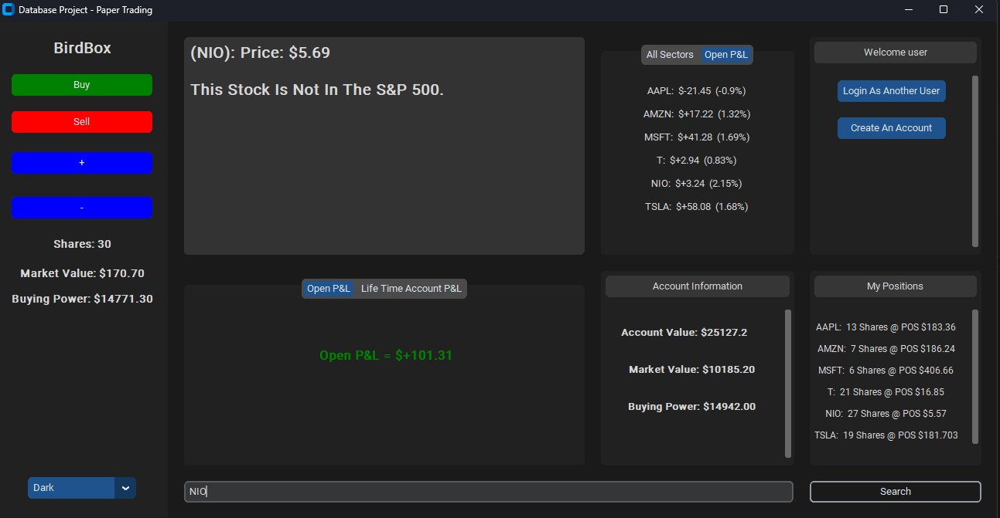 Database Project - Paper Trading
BirdBox
Buy
Sell
+
-
Shares: 30
Market Value: $170.70
Buying Power: $14771.30
Dark
(NIO): Price: $5.69
This Stock Is Not In The S&P 500.
All Sectors Open P&L
AAPL: $-21.45 (-0.9%)
AMZN: $+17.22 (1.32%)
MSFT: $+41.28 (1.69%)
T: $+2.94 (0.83%)
NIO: $+3.24 (2.15%)
TSLA: $+58.08 (1.68%)
Welcome user
Login As Another User
Create An Account
Open P&L Life Time Account P&L
Open P&L = $+101.31
Account Information
Account Value: $25127.2
Market Value: $10185.20
Buying Power: $14942.00
My Positions
AAPL: 13 Shares @ POS $183.36
AMZN: 7 Shares @ POS $186.24
MSFT: 6 Shares @ POS $406.66
T: 21 Shares @ POS $16.85
NIO: 27 Shares @ POS $5.57
TSLA: 19 Shares @ POS $181.703
NIO
Search